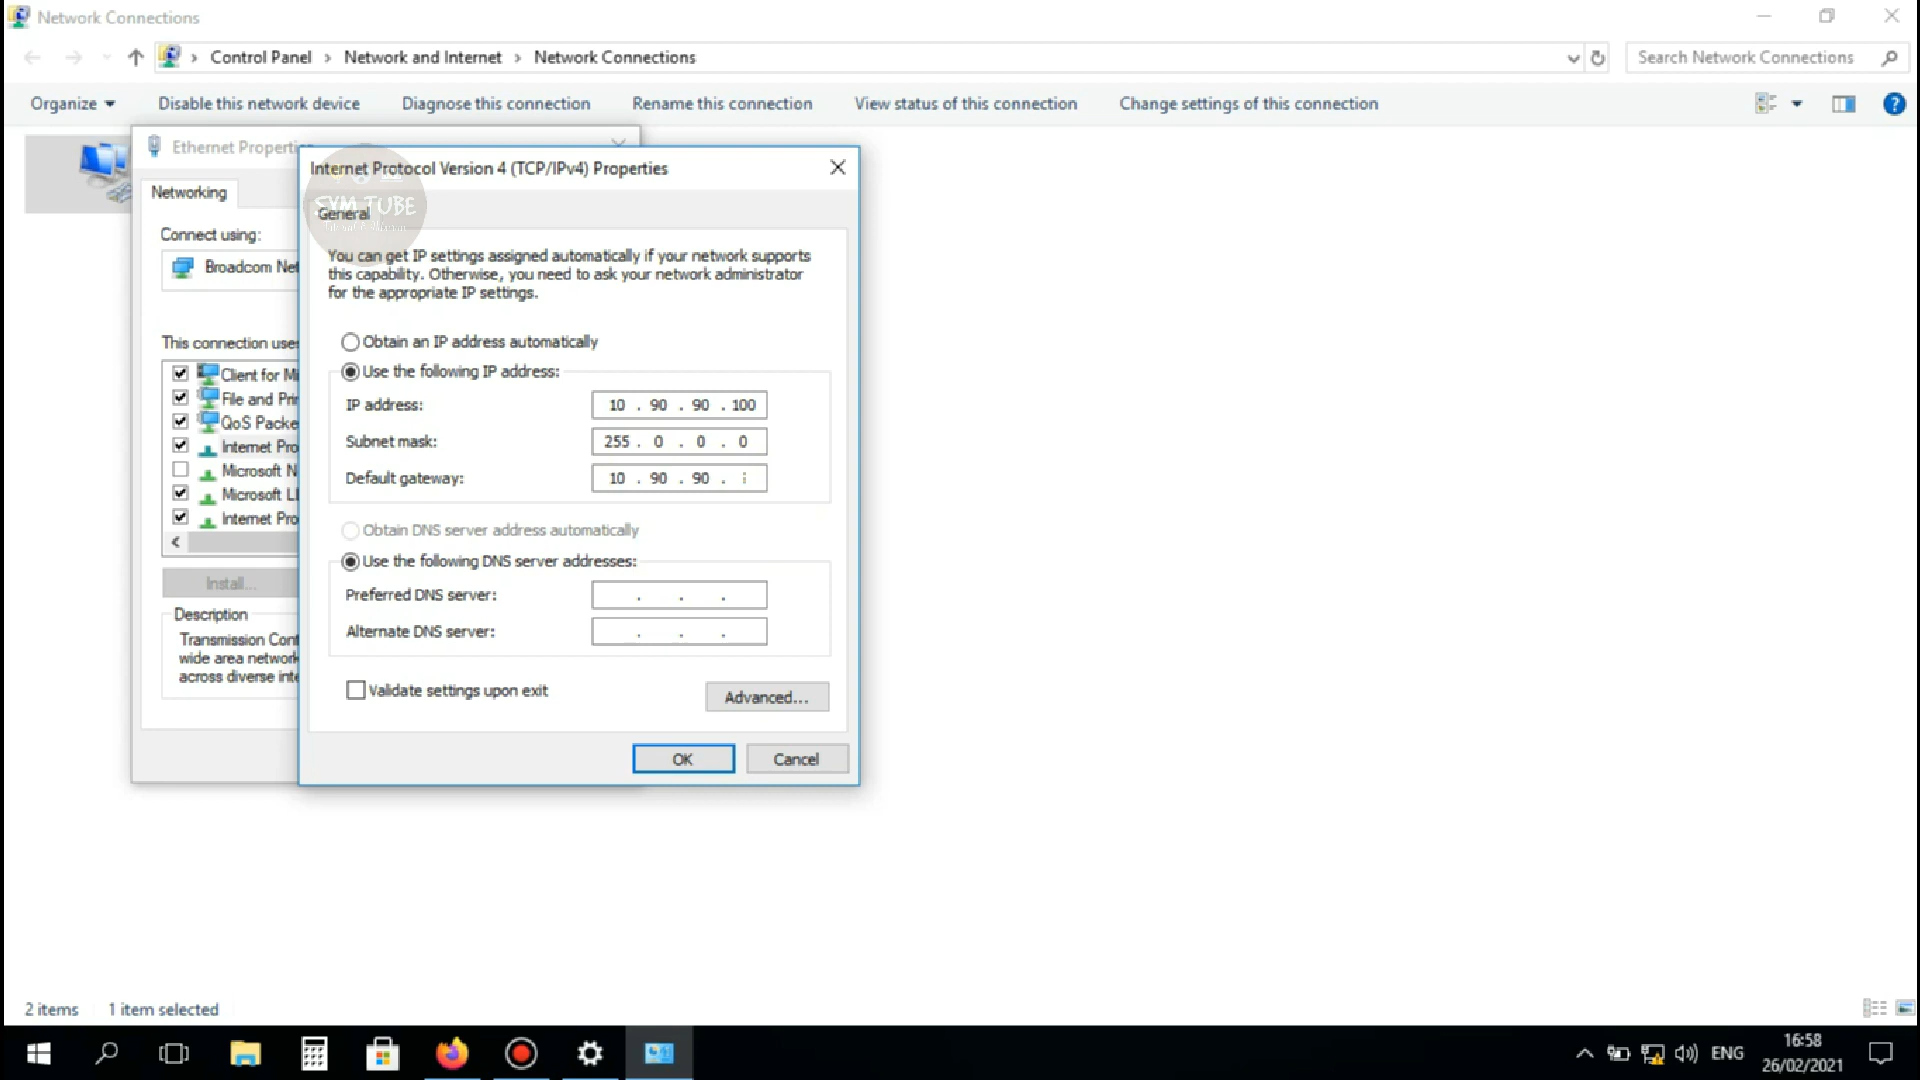 Network Connections
Control Panel > Network and Internet > Network Connections
Search Network Connections
Organize
Disable this network device
Diagnose this connection
Rename this connection
View status of this connection
Change settings of this connection
Ethernet Properti
Networking
Connect using:
Broadcom Net
This connection uses
Client for Mi
File and Prin
QoS Packe
Internet Pro
Microsoft N
Microsoft LL
Internet Pro
Install...
Description
Transmission Cont
wide area network
across diverse inte
Internet Protocol Version 4 (TCP/IPv4) Properties
SYM TUBE
General
You can get IP settings assigned automatically if your network supports
this capability. Otherwise, you need to ask your network administrator
for the appropriate IP settings.
Obtain an IP address automatically
Use the following IP address:
IP address: 10 . 90 . 90 . 100
Subnet mask: 255 . 0 . 0 . 0
Default gateway: 10 . 90 . 90 .
Obtain DNS server address automatically
Use the following DNS server addresses:
Preferred DNS server: . . .
Alternate DNS server: . . .
Validate settings upon exit
Advanced...
OK
Cancel
2 items
1 item selected
ENG
16:58
26/02/2021